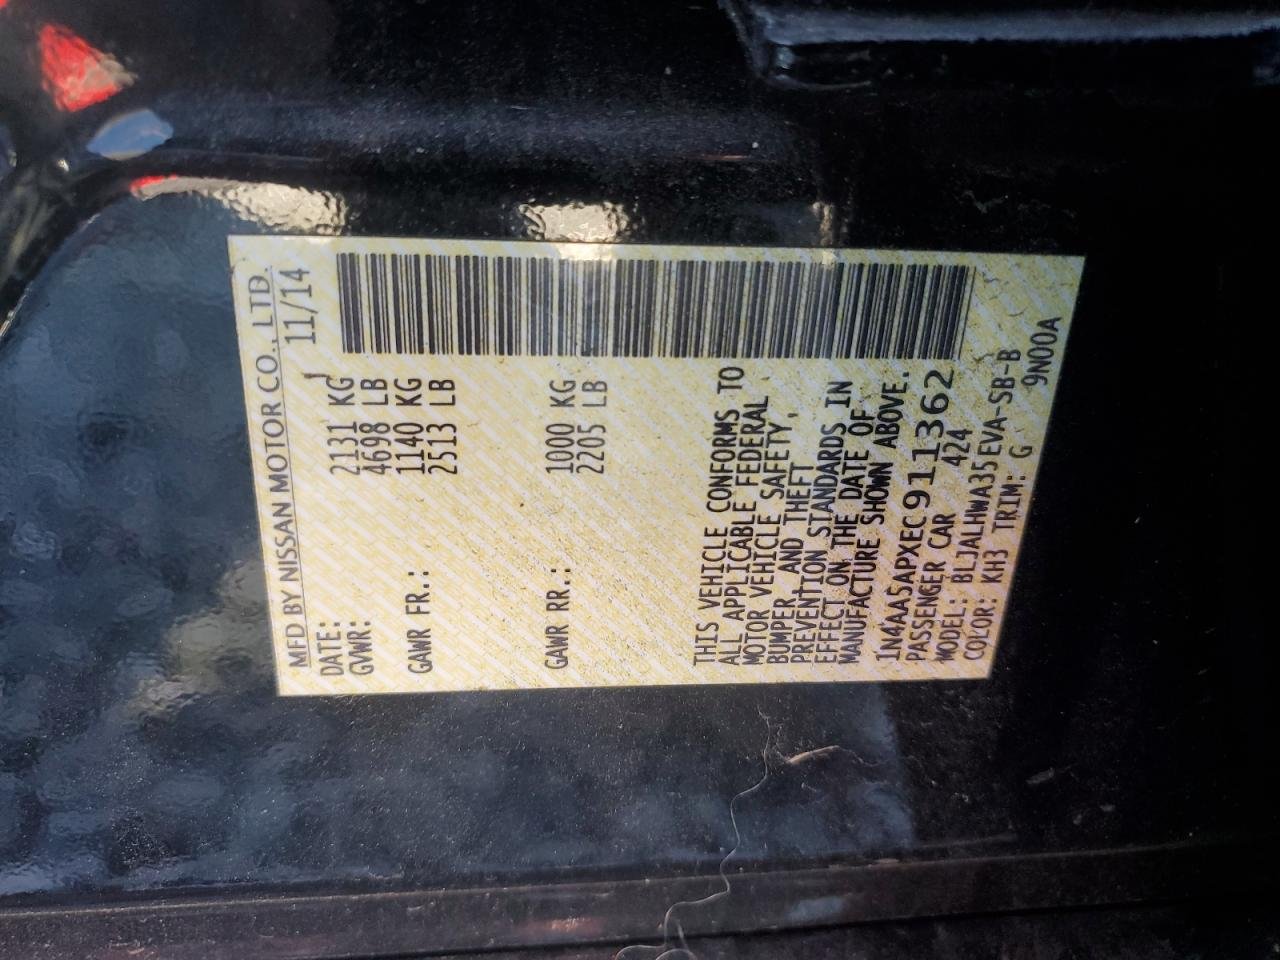 MFD BY NISSAN MOTOR CO., LTD.
DATE: 11/14
GVWR: 2131 KG
4698 LB
GAWR FR.: 1140 KG
2513 LB
GAWR RR.: 1000 KG
2205 LB
THIS VEHICLE CONFORMS TO
ALL APPLICABLE FEDERAL
MOTOR VEHICLE SAFETY,
BUMPER, AND THEFT
PREVENTION STANDARDS IN
EFFECT ON THE DATE OF
MANUFACTURE SHOWN ABOVE.
1N4AA5APXEC911362
PASSENGER CAR 424
MODEL: BLJALHWA35EVA-SB-B
COLOR: KH3 TRIM: G 9N00A